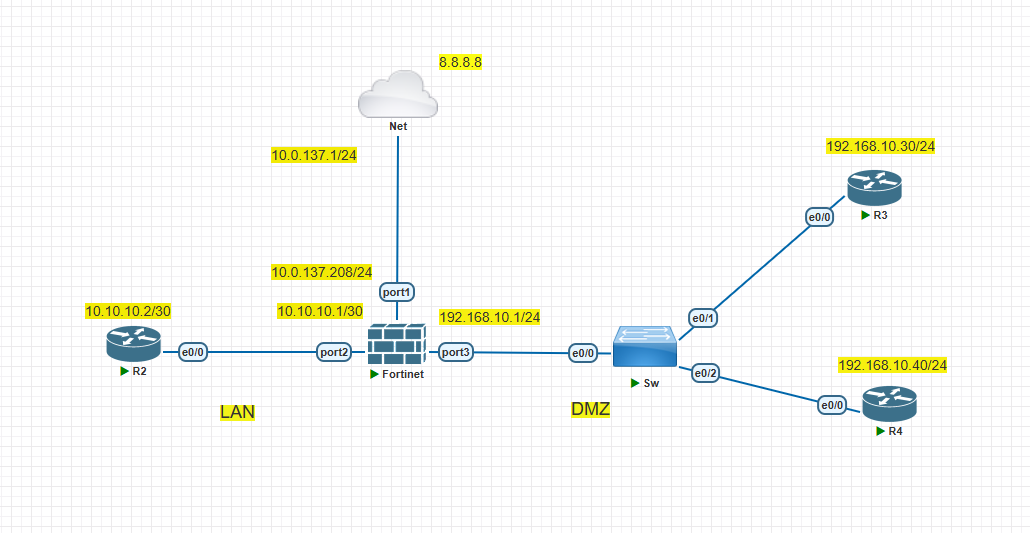 8.8.8.8
Net
10.0.137.1/24
192.168.10.30/24
e0/0
R3
10.0.137.208/24
port1
10.10.10.2/30
10.10.10.1/30
192.168.10.1/24
e0/1
e0/0
port2
port3
e0/0
R2
Fortinet
Sw
e0/2
192.168.10.40/24
e0/0
R4
LAN
DMZ